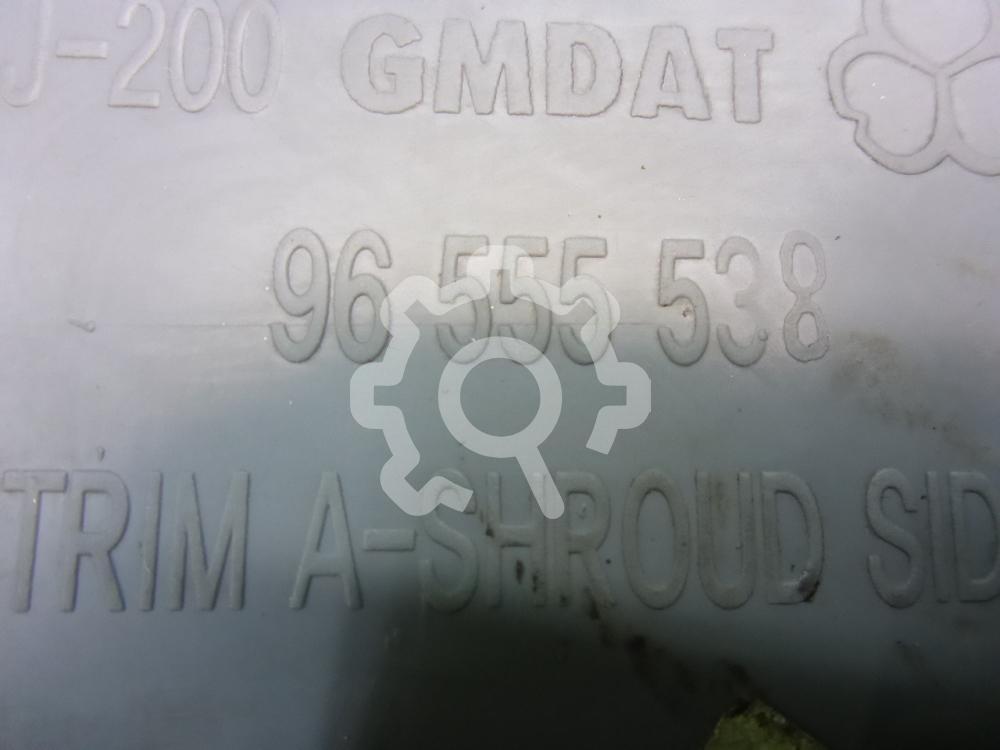 J-200 GMDAT
96 555 538
TRIM A-SHROUD SID